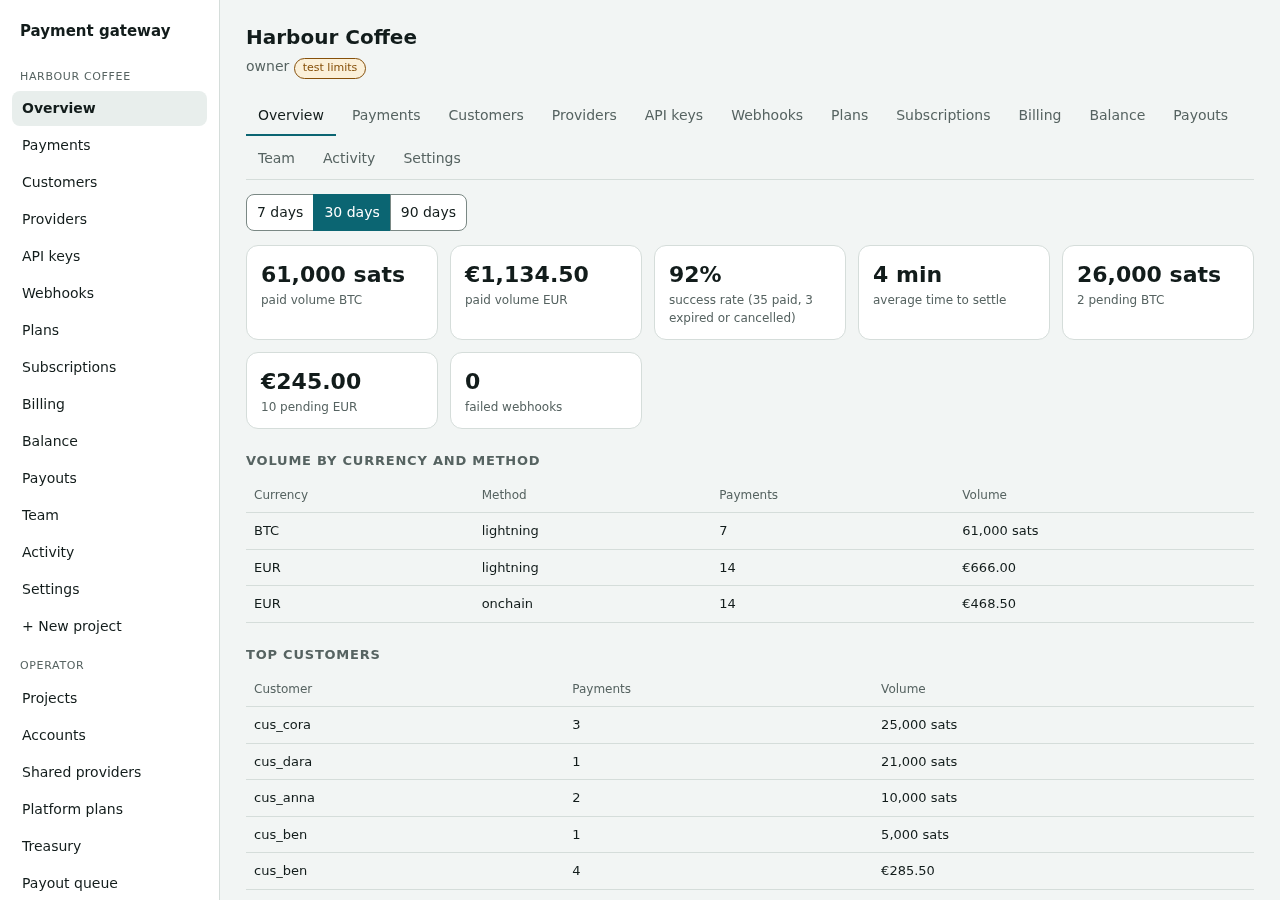 Payment gateway
HARBOUR COFFEE
Overview
Payments
Customers
Providers
API keys
Webhooks
Plans
Subscriptions
Billing
Balance
Payouts
Team
Activity
Settings
+ New project
OPERATOR
Projects
Accounts
Shared providers
Platform plans
Treasury
Payout queue
Harbour Coffee
owner test limits
Overview Payments Customers Providers API keys Webhooks Plans Subscriptions Billing Balance Payouts
Team Activity Settings
7 days 30 days 90 days
61,000 sats
paid volume BTC
€1,134.50
paid volume EUR
92%
success rate (35 paid, 3
expired or cancelled)
4 min
average time to settle
26,000 sats
2 pending BTC
€245.00
10 pending EUR
0
failed webhooks
VOLUME BY CURRENCY AND METHOD
Currency Method Payments Volume
BTC lightning 7 61,000 sats
EUR lightning 14 €666.00
EUR onchain 14 €468.50
TOP CUSTOMERS
Customer Payments Volume
cus_cora 3 25,000 sats
cus_dara 1 21,000 sats
cus_anna 2 10,000 sats
cus_ben 1 5,000 sats
cus_ben 4 €285.50